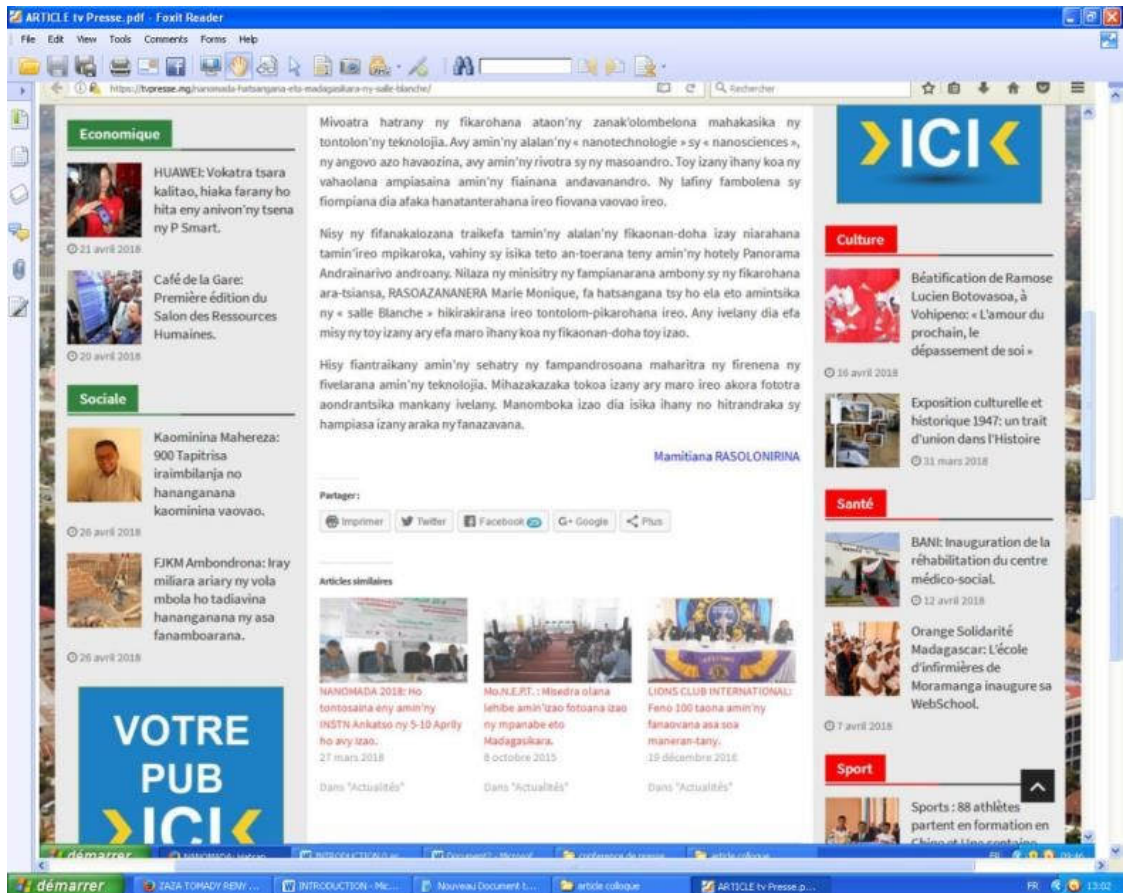 ARTICLE tv Presse.pdf - Foxit Reader
File Edit View Tools Comments Forms Help
https://tvpresse.mg/nanomada-hatsangana-eto-madagasikara-ny-salle-blanche/
Rechercher
Economique
HUAWEI: Vokatra tsara
kalitao, hiaka farany ho
hita eny anivon'ny tsena
ny P Smart.
21 avril 2018
Café de la Gare:
Première édition du
Salon des Ressources
Humaines.
20 avril 2018
Sociale
Kaominina Mahereza:
900 Tapitrisa
iraimbilanja no
hananganana
kaominina vaovao.
26 avril 2018
FJKM Ambondrona: Iray
miliara ariary ny vola
mbola ho tadiavina
hananganana ny asa
fanamboarana.
26 avril 2018
VOTRE
PUB
ICI
Mivoatra hatrany ny fikarohana ataon'ny zanak'olombelona mahakasika ny
tontolon'ny teknolojia. Avy amin'ny alalan'ny « nanotechnologie » sy « nanosciences »,
ny angovo azo havaozina, avy amin'ny rivotra sy ny masoandro. Toy izany ihany koa ny
vahaolana ampiasaina amin'ny fiainana andavanandro. Ny lafiny fambolena sy
fiompiana dia afaka hanatanterahana ireo fiovana vaovao ireo.
Nisy ny fifanakalozana traikefa tamin'ny alalan'ny fikaonan-doha izay niarahana
tamin'ireo mpikaroka, vahiny sy isika teto an-toerana teny amin'ny hotely Panorama
Andrainarivo androany. Nilaza ny minisitry ny fampianarana ambony sy ny fikarohana
ara-tsiansa, RASOAZANANERA Marie Monique, fa hatsangana tsy ho ela eto amintsika
ny « salle Blanche » hikirakirana ireo tontolom-pikarohana ireo. Any ivelany dia efa
misy ny toy izany ary efa maro ihany koa ny fikaonan-doha toy izao.
Hisy fiantraikany amin'ny sehatry ny fampandrosoana maharitra ny firenena ny
fivelarana amin'ny teknolojia. Mihazakazaka tokoa izany ary maro ireo akora fototra
aondrantsika mankany ivelany. Manomboka izao dia isika ihany no hitrandraka sy
hampiasa izany araka ny fanazavana.
Mamitiana RASOLONIRINA
Partager :
Imprimer Twitter Facebook G+ Google Plus
Articles similaires
NANOMADA 2018: Ho
tontosaina eny amin'ny
INSTN Ankatso ny 5-10 Aprily
ho avy izao.
27 mars 2018
Dans "Actualités"
Mo.N.E.P.T. : Misedra olana
lehibe amin'izao fotoana izao
ny mpanabe eto
Madagasikara.
8 octobre 2015
Dans "Actualités"
LIONS CLUB INTERNATIONAL:
Feno 100 taona amin'ny
fanaovana asa soa
maneran-tany.
19 décembre 2016
Dans "Actualités"
ICI
Culture
Béatification de Ramose
Lucien Botovasoa, à
Vohipeno: « L'amour du
prochain, le
dépassement de soi »
16 avril 2018
Exposition culturelle et
historique 1947: un trait
d'union dans l'Histoire
31 mars 2018
Santé
BANI: Inauguration de la
réhabilitation du centre
médico-social.
12 avril 2018
Orange Solidarité
Madagascar: L'école
d'infirmières de
Moramanga inaugure sa
WebSchool.
7 avril 2018
Sport
Sports : 88 athlètes
partent en formation en
démarrer
conference de presse
article colloque
FR
démarrer
ZAZA TOMADY RENY ...
INTRODUCTION - Mic...
Nouveau Document t...
article colloque
ARTICLE tv Presse.p...
FR
13:02